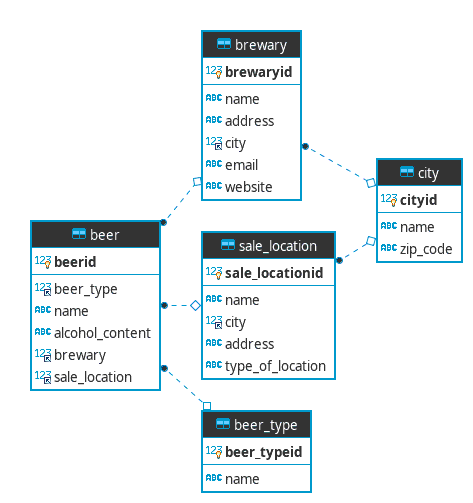 brewary
123 brewaryid
ABC name
ABC address
123 city
ABC email
ABC website
city
123 cityid
ABC name
ABC zip_code
beer
123 beerid
123 beer_type
ABC name
ABC alcohol_content
123 brewary
123 sale_location
sale_location
123 sale_locationid
ABC name
123 city
ABC address
ABC type_of_location
beer_type
123 beer_typeid
ABC name